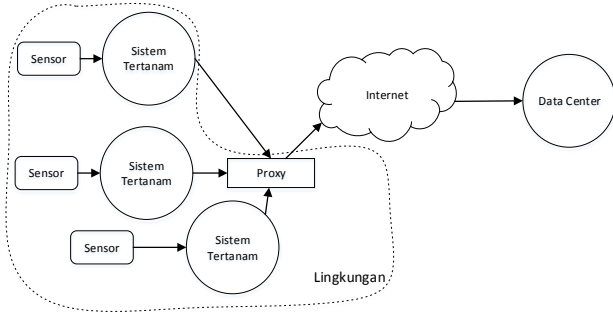 Sensor
Sistem
Tertanam
Internet
Data Center
Sensor
Sistem
Tertanam
Proxy
Sensor
Sistem
Tertanam
Lingkungan